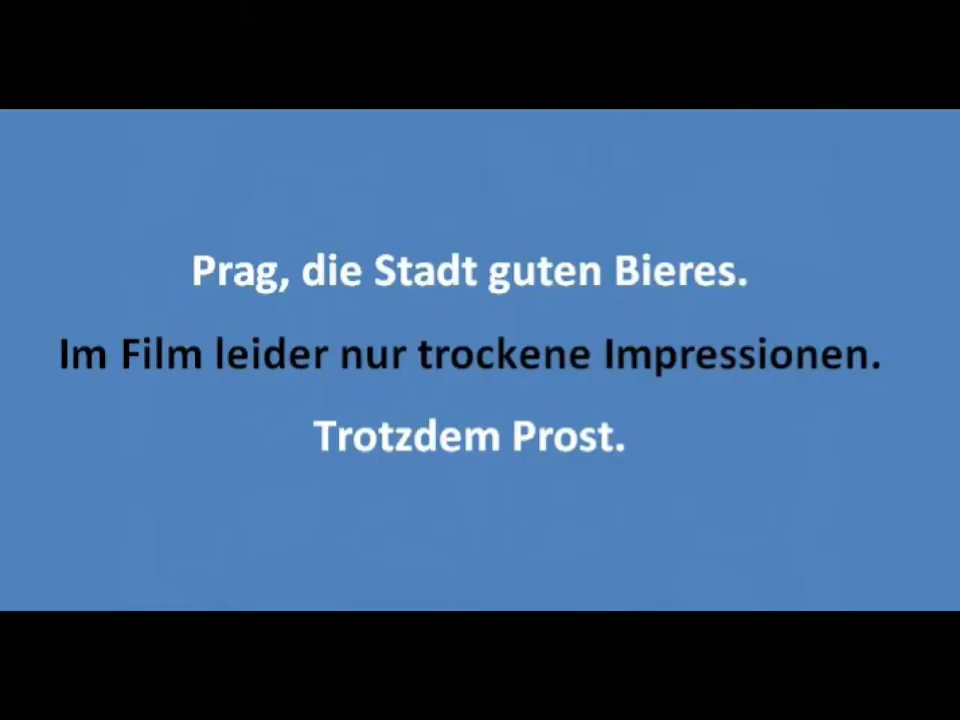 Prag, die Stadt guten Bieres.
Im Film leider nur trockene Impressionen.
Trotzdem Prost.